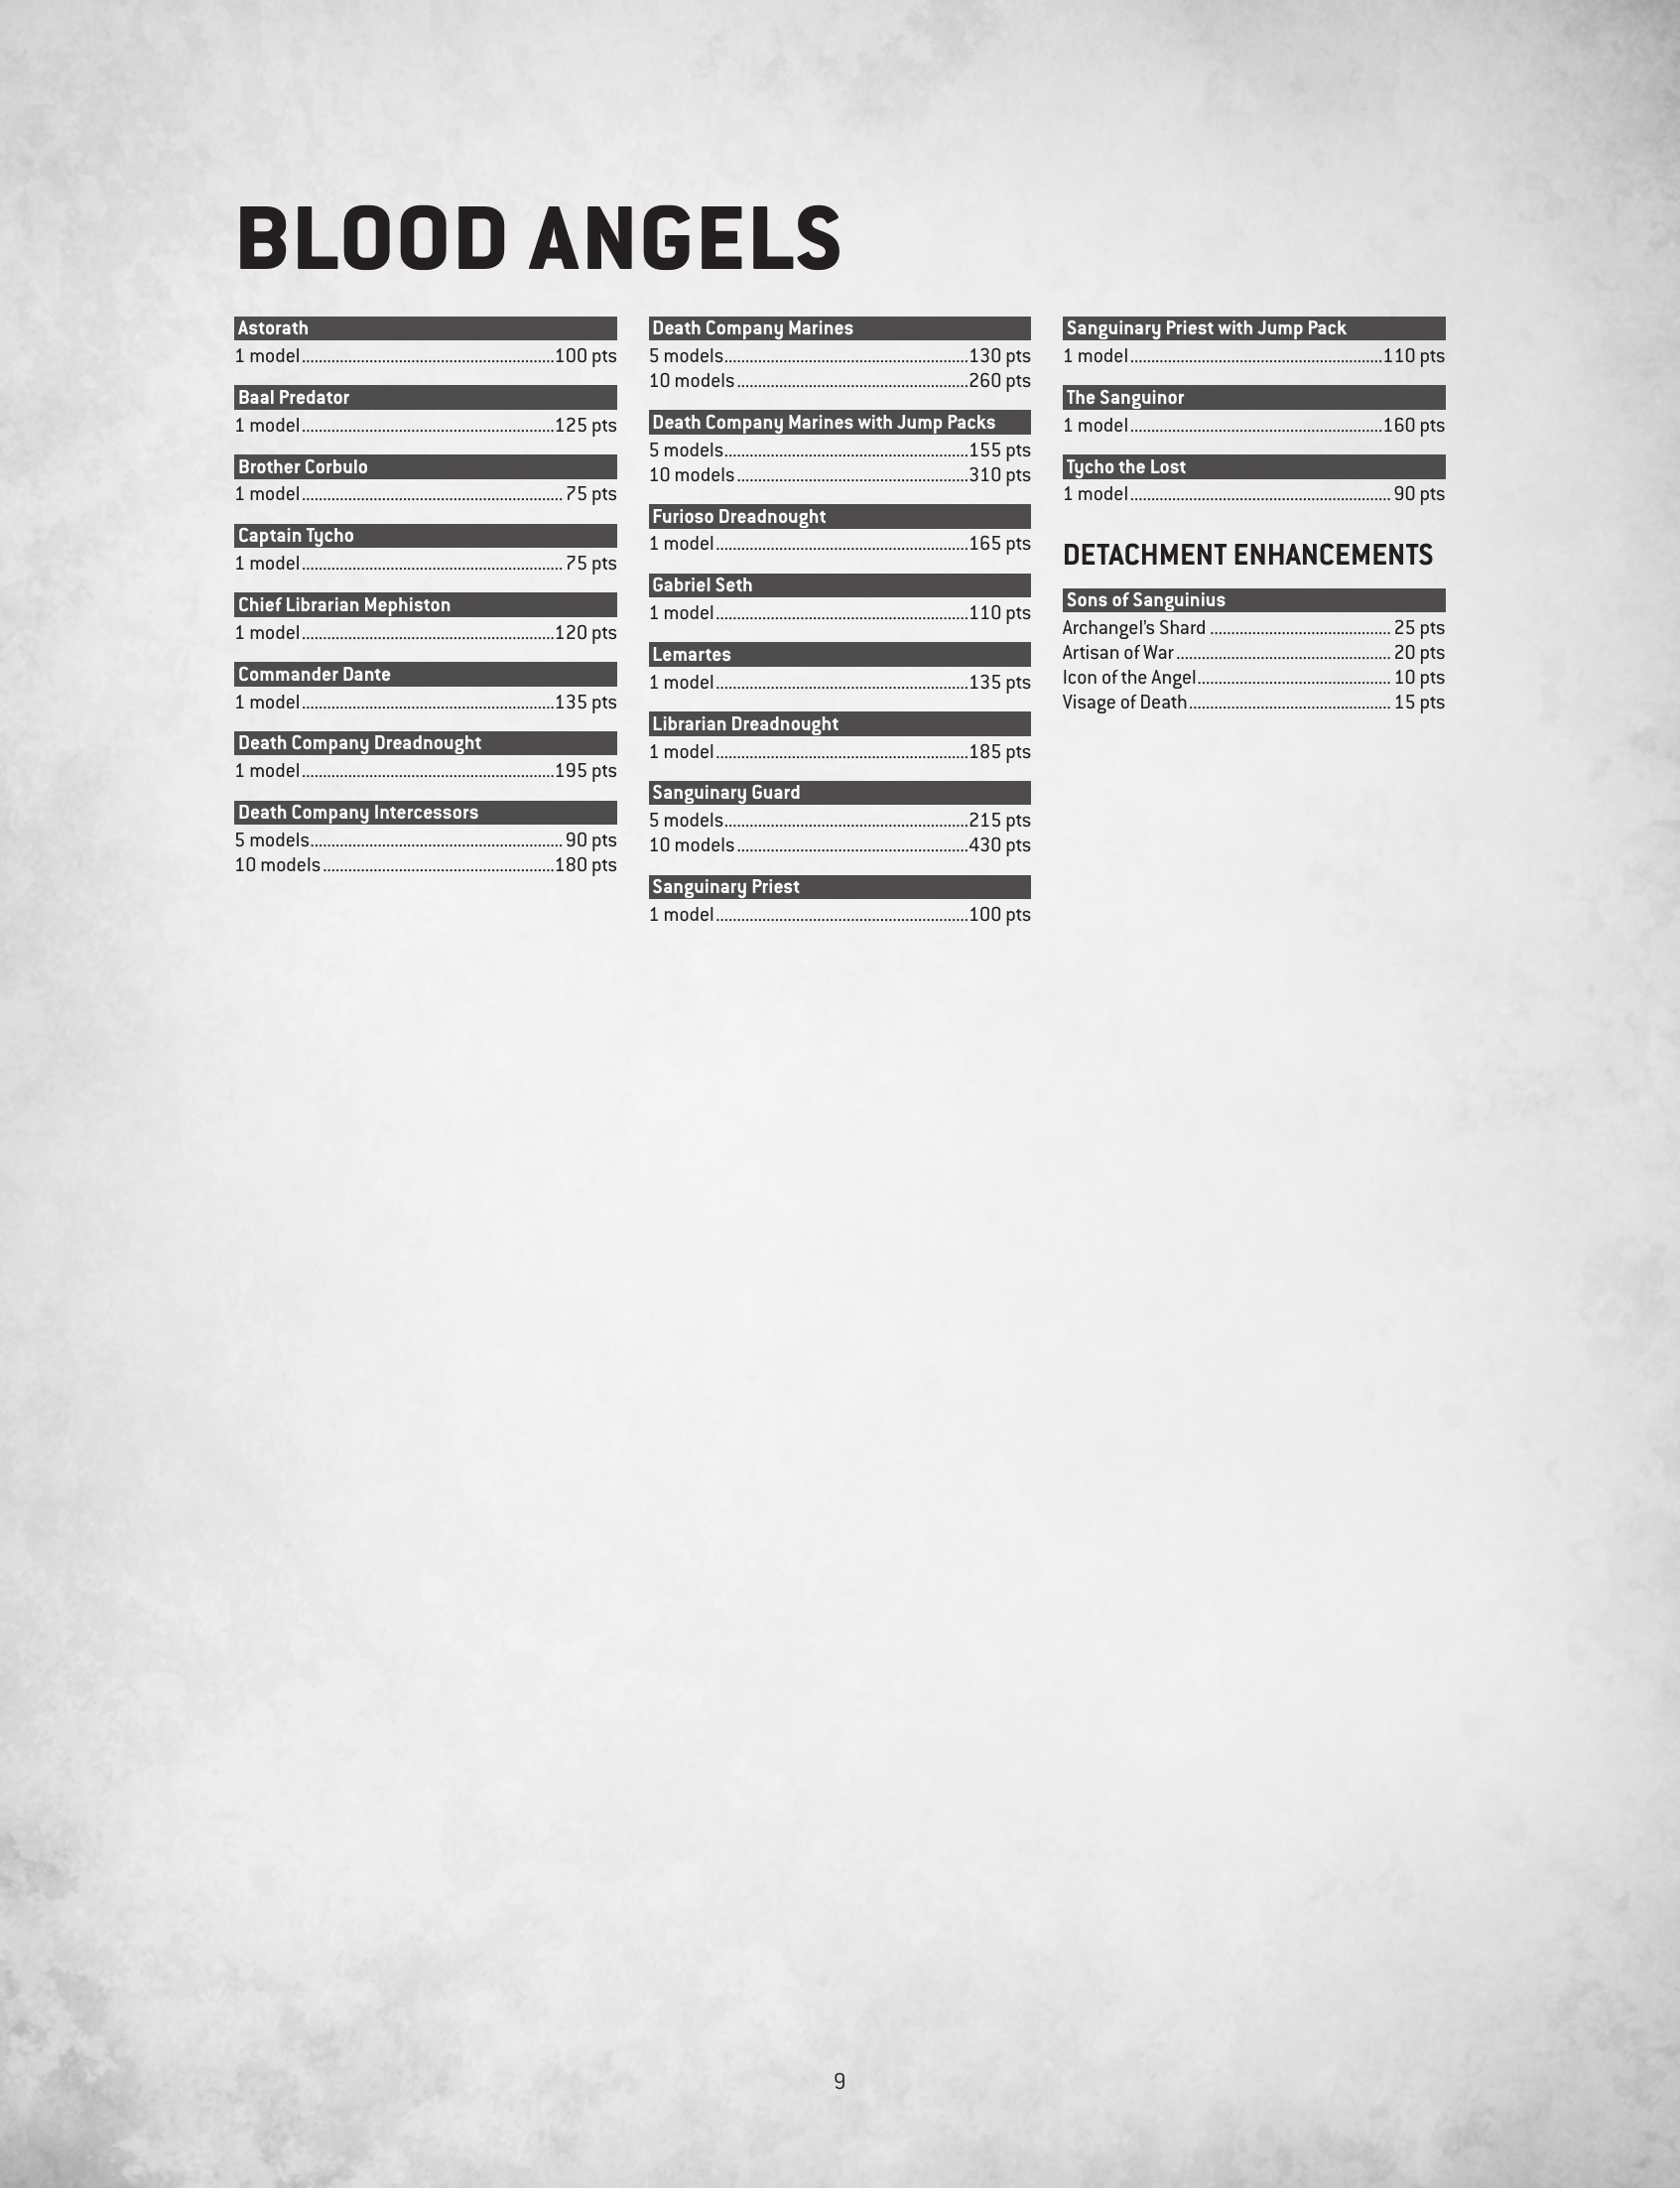 BLOOD ANGELS
Astorath
1 model 100 pts
Baal Predator
1 model 125 pts
Brother Corbulo
1 model 75 pts
Captain Tycho
1 model 75 pts
Chief Librarian Mephiston
1 model 120 pts
Commander Dante
1 model 135 pts
Death Company Dreadnought
1 model 195 pts
Death Company Intercessors
5 models 90 pts
10 models 180 pts
Death Company Marines
5 models 130 pts
10 models 260 pts
Death Company Marines with Jump Packs
5 models 155 pts
10 models 310 pts
Furioso Dreadnought
1 model 165 pts
Gabriel Seth
1 model 110 pts
Lemartes
1 model 135 pts
Librarian Dreadnought
1 model 185 pts
Sanguinary Guard
5 models 215 pts
10 models 430 pts
Sanguinary Priest
1 model 100 pts
Sanguinary Priest with Jump Pack
1 model 110 pts
The Sanguinor
1 model 160 pts
Tycho the Lost
1 model 90 pts
DETACHMENT ENHANCEMENTS
Sons of Sanguinius
Archangel's Shard 25 pts
Artisan of War 20 pts
Icon of the Angel 10 pts
Visage of Death 15 pts
9